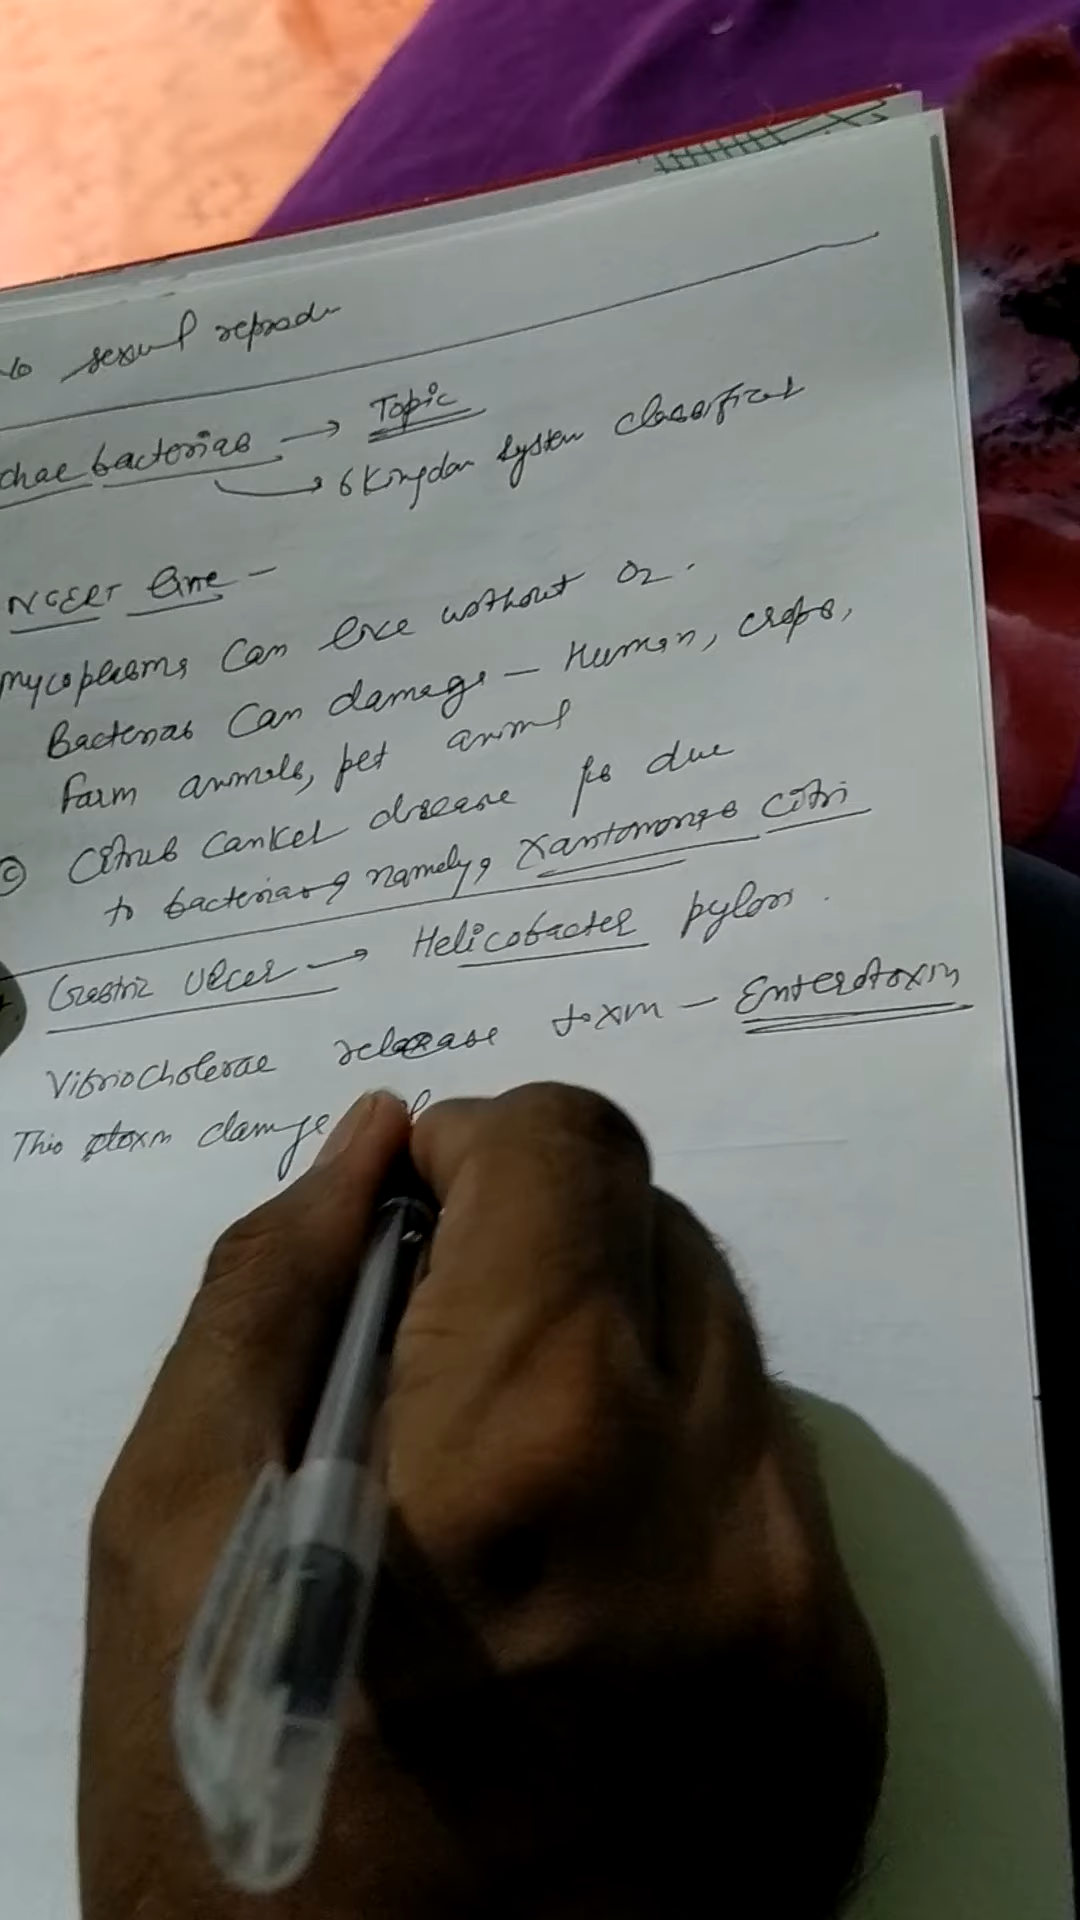 sexual reprodu
chae bacterias → Topic
→ 6 Kingdom System classificat
NCERT line -
Mycoplasma Can live without O2.
Bacterias Can damage - Human, crops,
farm animals, pet animal
© Citrus Canker disease is due
to bacterias, namely, Xantomonas Citri
Gastric Ulcer → Helicobacter pylori.
Vibriocholerae release toxin - Enterotoxin
This toxin damage